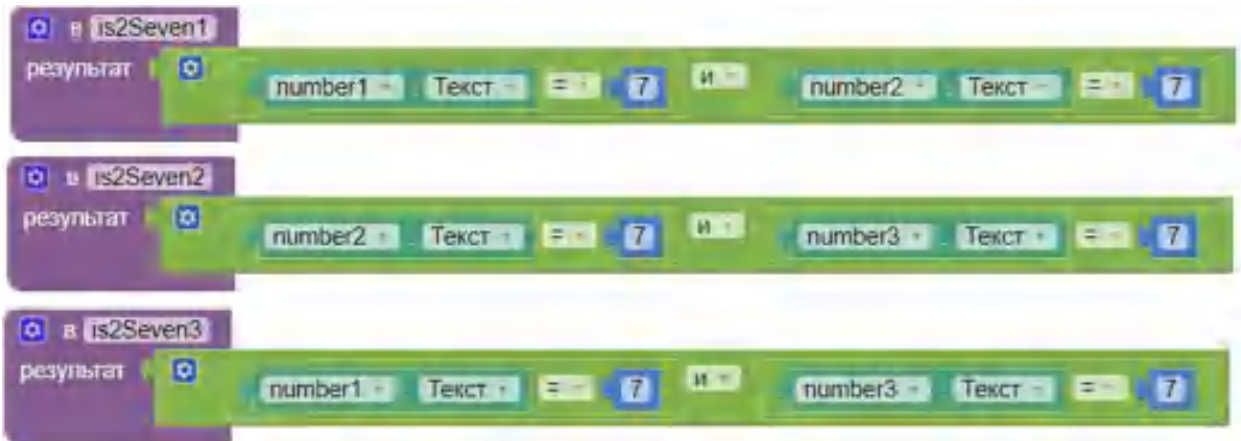 в is2Seven1
результат number1 . Текст = 7 и number2 . Текст = 7
в is2Seven2
результат number2 . Текст = 7 и number3 . Текст = 7
в is2Seven3
результат number1 . Текст = 7 и number3 . Текст = 7